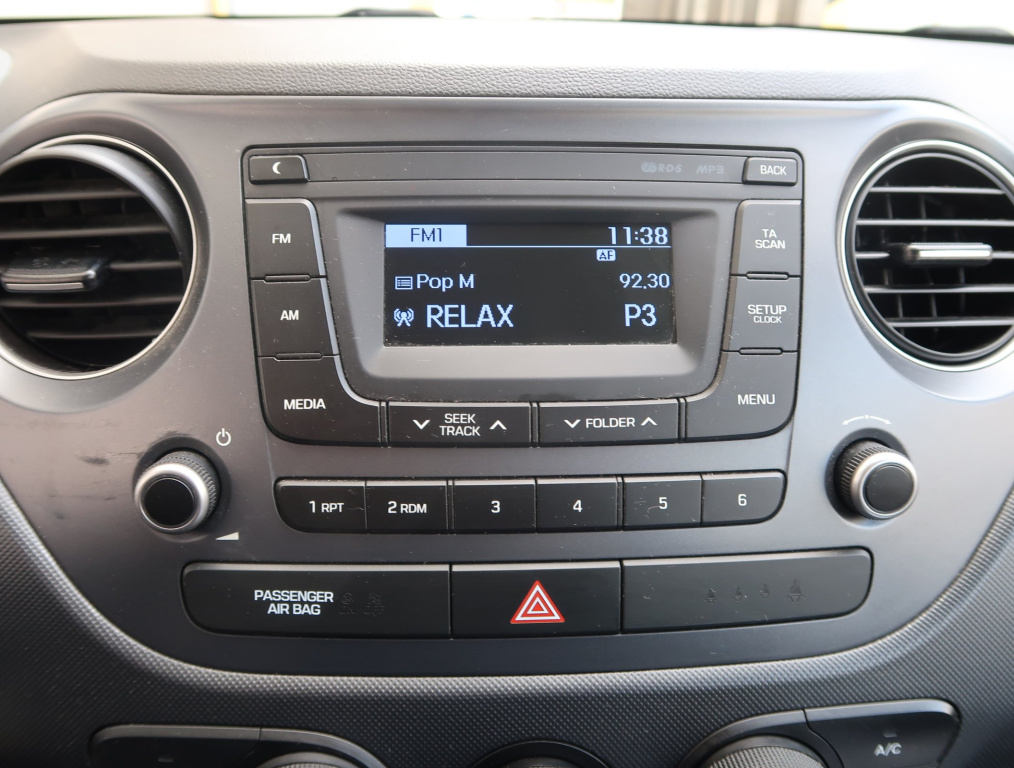 RDS MP3 BACK
FM
FM1 11:38
AF
TA
SCAN
Pop M 92.30
AM
RELAX P3
SETUP
CLOCK
MEDIA
SEEK
TRACK
FOLDER
MENU
1 RPT 2 RDM 3 4 5 6
PASSENGER
AIR BAG
A/C